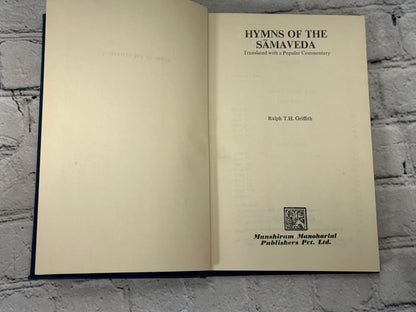 HYMNS OF THE
SĀMAVEDA
Translated with a Popular Commentary
Ralph T.H. Griffith
Munshiram Manoharlal
Publishers Pvt. Ltd.